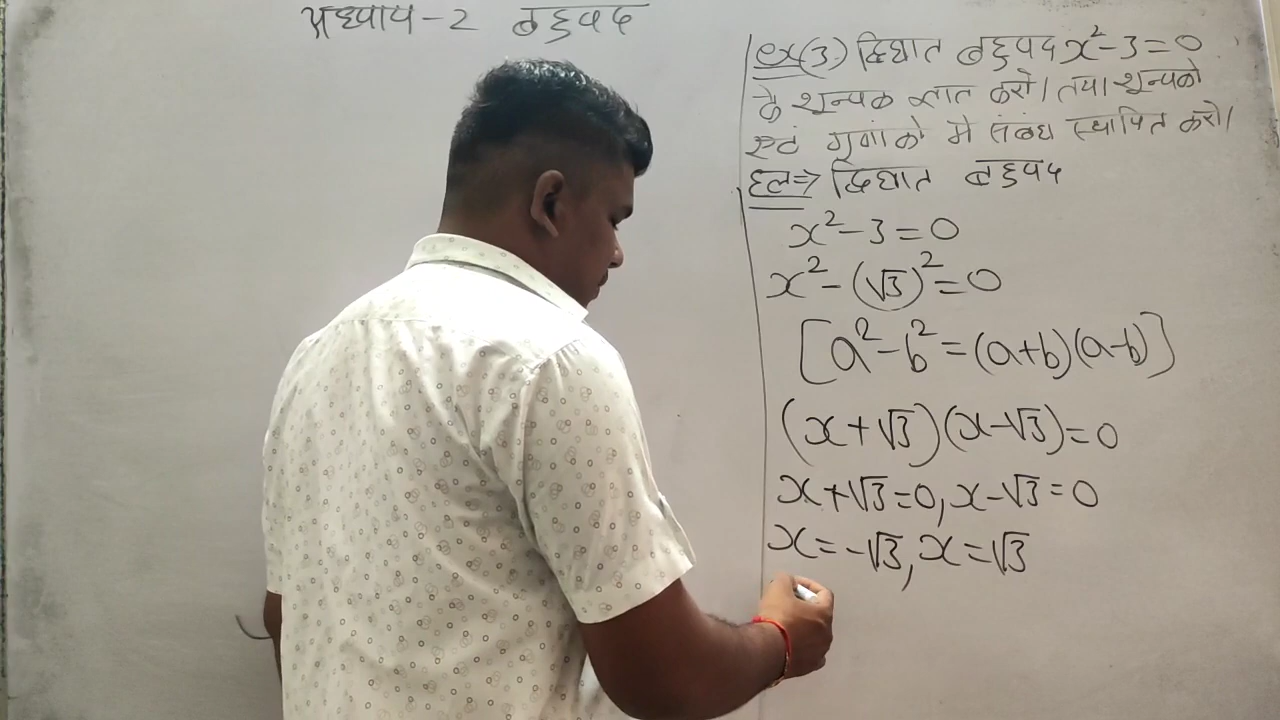 अध्याय-2 बहुपद
ex(3.) द्विघात बहुपद x²-3=0
के शून्यक ज्ञात करो। तथा शून्यको
एवं गुणांको मे संबंध स्थापित करो।
हल⇒ द्विघात बहुपद
x²-3=0
x²-(√3)²=0
[a²-b²=(a+b)(a-b)]
(x+√3)(x-√3)=0
x+√3=0, x-√3=0
x=-√3, x=√3